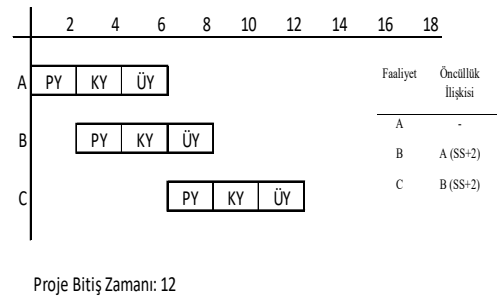 2 4 6 8 10 12 14 16 18
A PY KY ÜY
B PY KY ÜY
C PY KY ÜY
Faaliyet Öncüllük İlişkisi
A -
B A (SS+2)
C B (SS+2)
Proje Bitiş Zamanı: 12